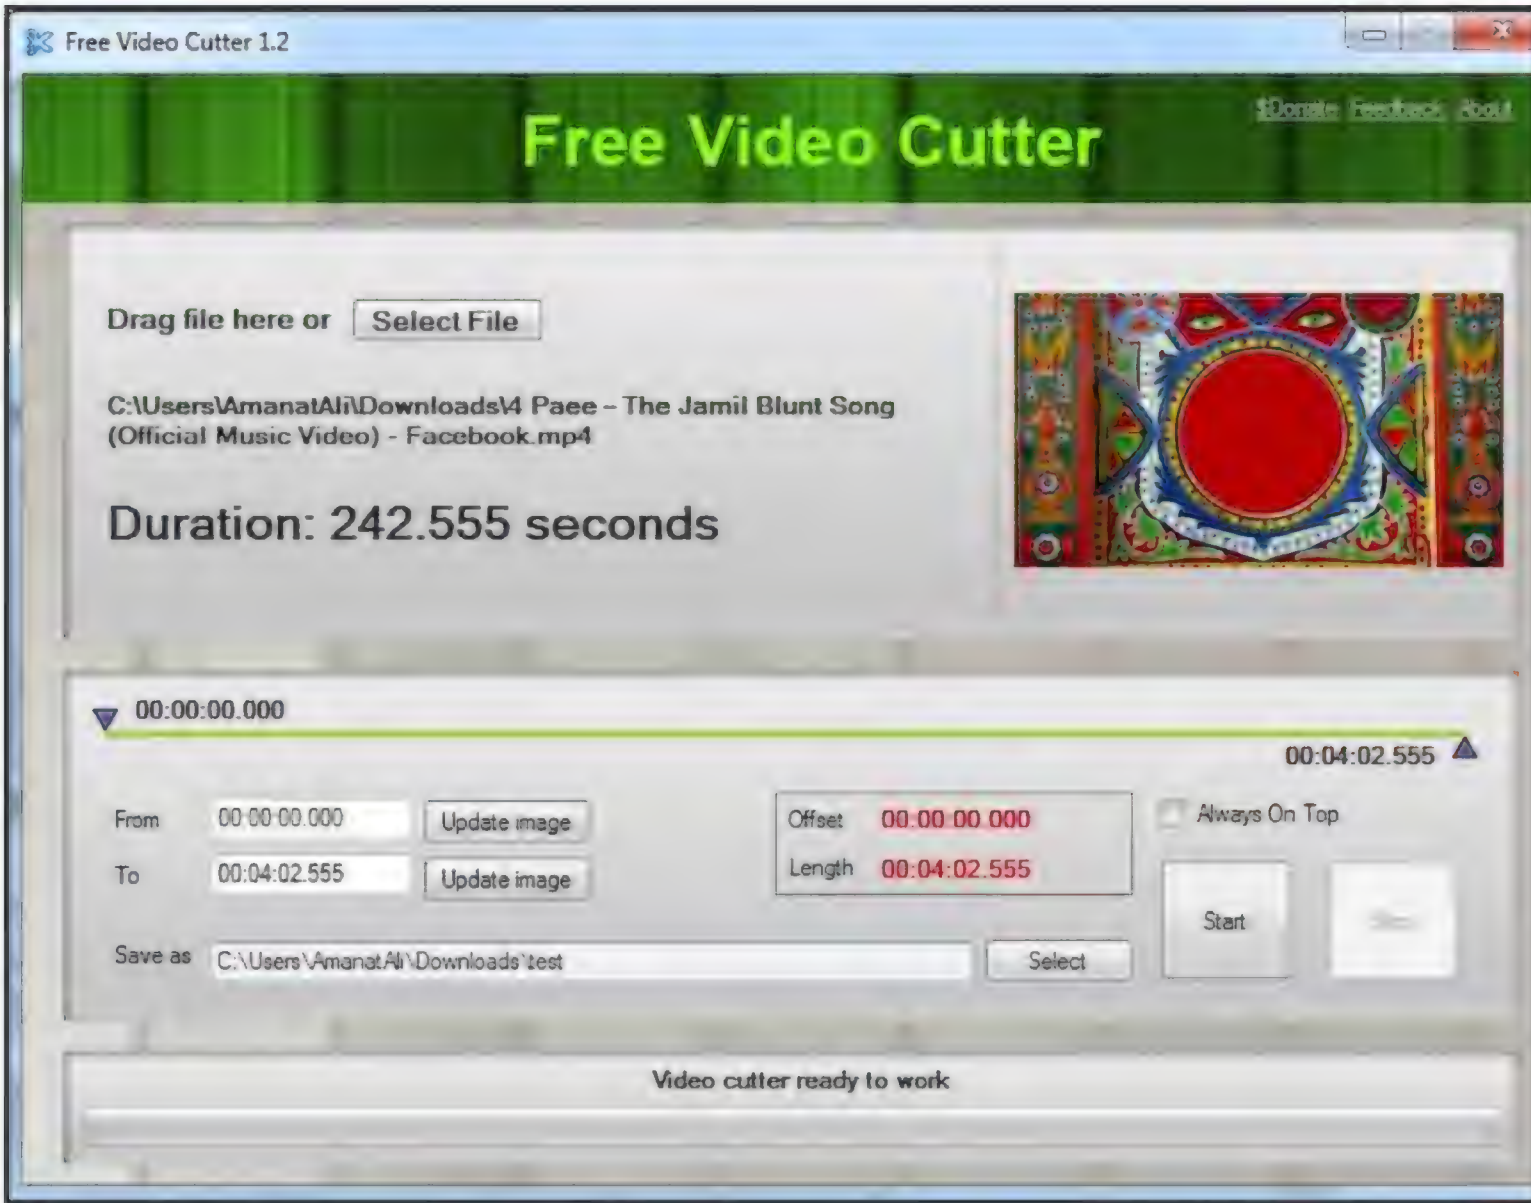 Free Video Cutter 1.2
$Donate Feedback About
Free Video Cutter
Drag file here or Select File
C:\Users\AmanatAli\Downloads\4 Paee – The Jamil Blunt Song
(Official Music Video) - Facebook.mp4
Duration: 242.555 seconds
00:00:00.000
00:04:02.555
From 00:00:00.000 Update image Offset 00:00:00.000 Always On Top
To 00:04:02.555 Update image Length 00:04:02.555
Start
Save as C:\Users\AmanatAli\Downloads\test Select
Video cutter ready to work